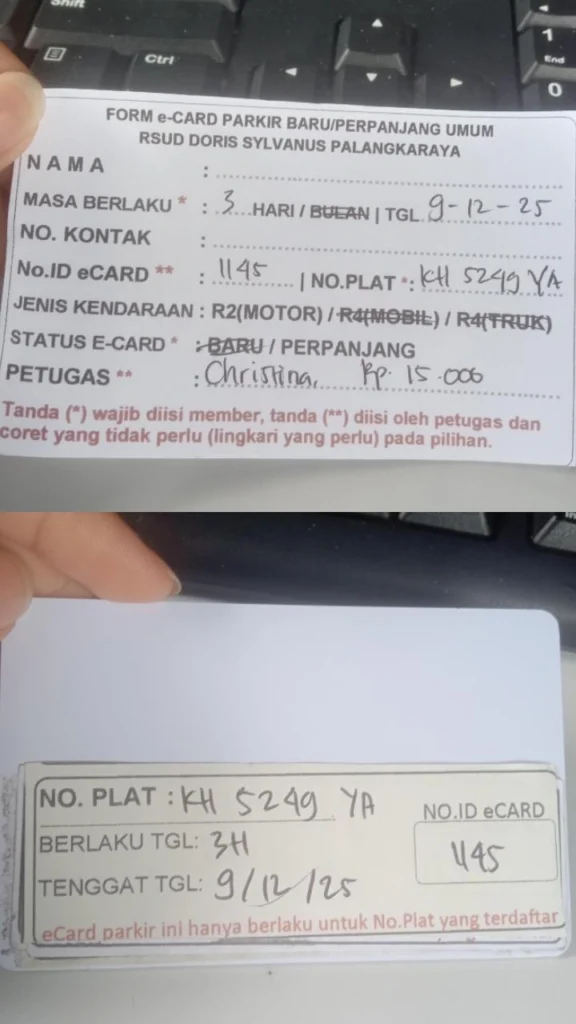 Shift
Ctrl
1
End
0
FORM e-CARD PARKIR BARU/PERPANJANG UMUM
RSUD DORIS SYLVANUS PALANGKARAYA
NAMA :
MASA BERLAKU * : 3 HARI / BULAN | TGL 9-12-25
NO. KONTAK :
No.ID eCARD ** : 1145 | NO.PLAT *: KH 5249 YA
JENIS KENDARAAN : R2(MOTOR) / R4(MOBIL) / R4(TRUK)
STATUS E-CARD * : BARU / PERPANJANG
PETUGAS ** : Christina, Rp. 15.000
Tanda (*) wajib diisi member, tanda (**) diisi oleh petugas dan
coret yang tidak perlu (lingkari yang perlu) pada pilihan.
NO. PLAT : KH 5249 YA
NO.ID eCARD
BERLAKU TGL: 3H
1145
TENGGAT TGL: 9/12/25
eCard parkir ini hanya berlaku untuk No.Plat yang terdaftar